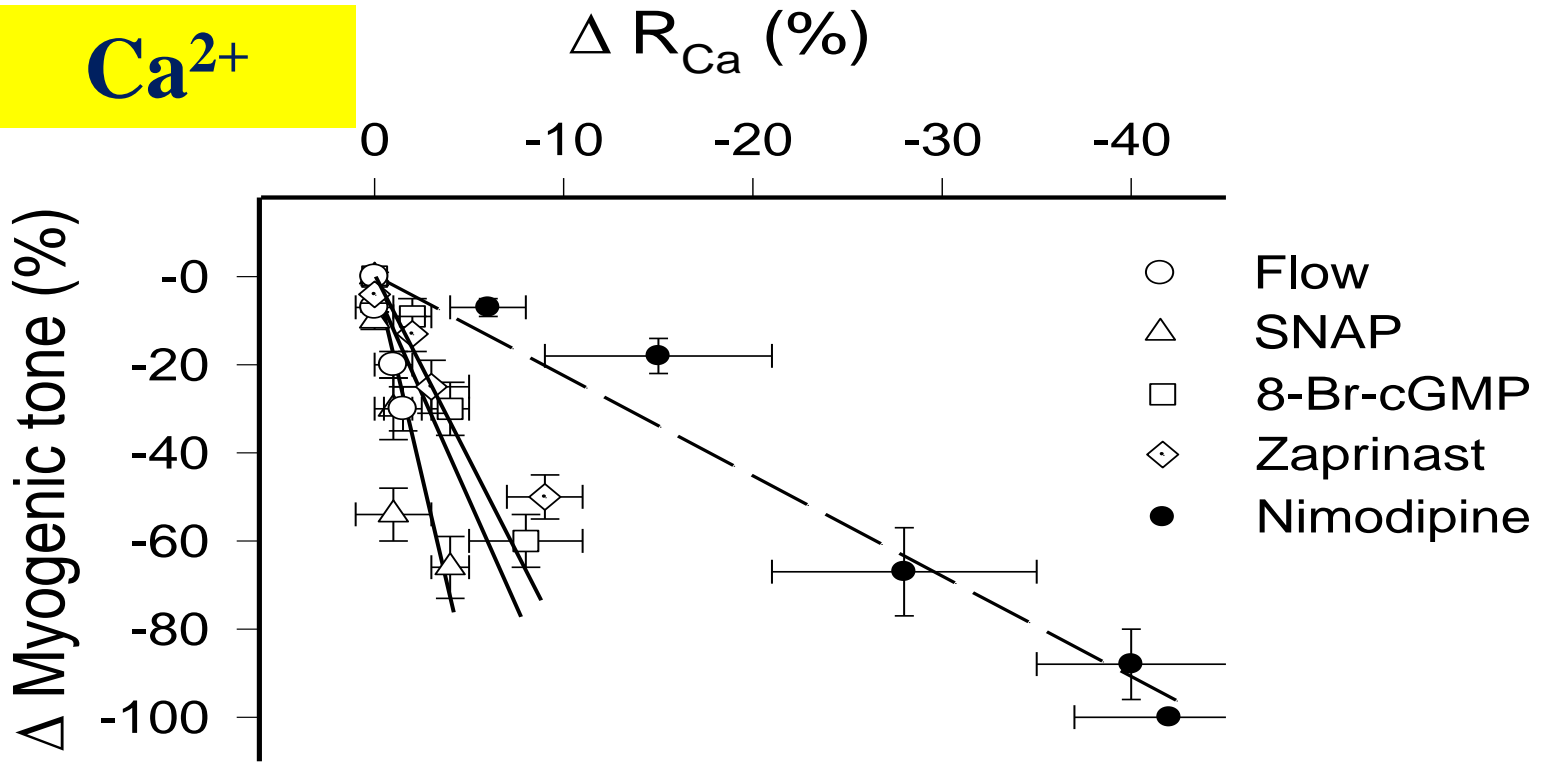 Ca²⁺
Δ R_Ca (%)
0 -10 -20 -30 -40
Δ Myogenic tone (%)
-0
-20
-40
-60
-80
-100
Flow
SNAP
8-Br-cGMP
Zaprinast
Nimodipine